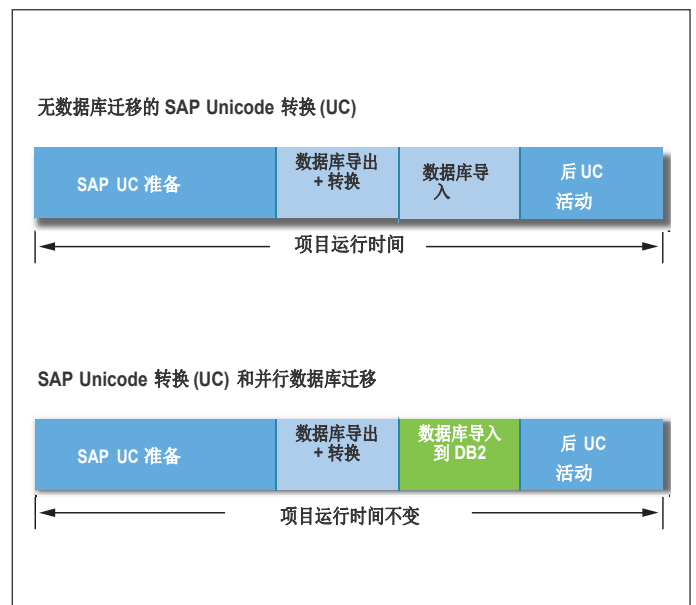 无数据库迁移的 SAP Unicode 转换 (UC)
数据库导出
+ 转换
SAP UC 准备
数据库导
入
后 UC
活动
项目运行时间
SAP Unicode 转换 (UC) 和并行数据库迁移
数据库导出
+ 转换
SAP UC 准备
数据库导入
到 DB2
后 UC
活动
项目运行时间不变